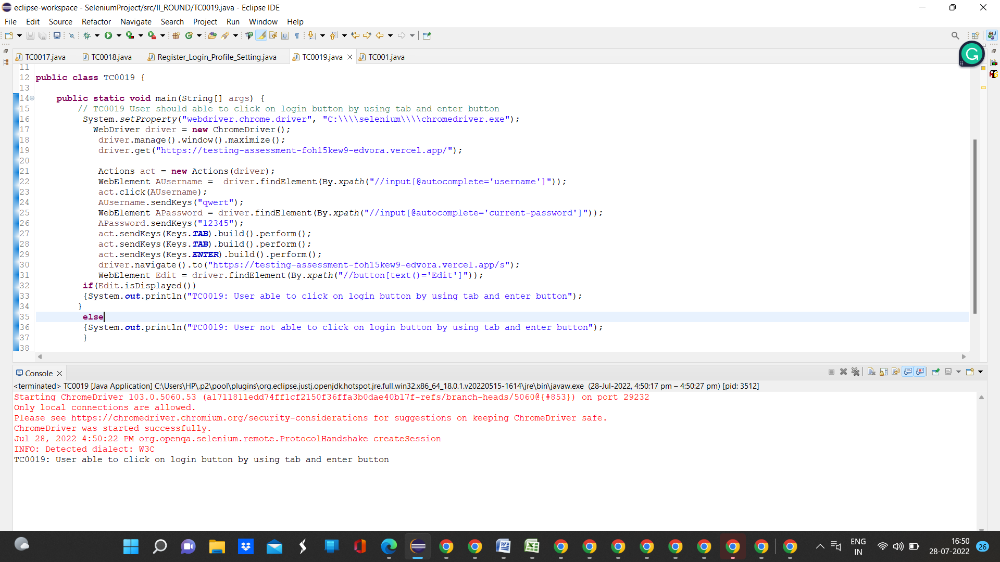 eclipse-workspace - SeleniumProject/src/II_ROUND/TC0019.java - Eclipse IDE
File Edit Source Refactor Navigate Search Project Run Window Help
TC0017.java TC0018.java Register_Login_Profile_Setting.java TC0019.java TC001.java
11
12 public class TC0019 {
13
14 public static void main(String[] args) {
15 // TC0019 User should able to click on login button by using tab and enter button
16 System.setProperty("webdriver.chrome.driver", "C:\\\\selenium\\\\chromedriver.exe");
17 WebDriver driver = new ChromeDriver();
18 driver.manage().window().maximize();
19 driver.get("https://testing-assessment-foh15kew9-edvora.vercel.app/");
20
21 Actions act = new Actions(driver);
22 WebElement AUsername =  driver.findElement(By.xpath("//input[@autocomplete='username']"));
23 act.click(AUsername);
24 AUsername.sendKeys("qwert");
25 WebElement APassword = driver.findElement(By.xpath("//input[@autocomplete='current-password']"));
26 APassword.sendKeys("12345");
27 act.sendKeys(Keys.TAB).build().perform();
28 act.sendKeys(Keys.TAB).build().perform();
29 act.sendKeys(Keys.ENTER).build().perform();
30 driver.navigate().to("https://testing-assessment-foh15kew9-edvora.vercel.app/s");
31 WebElement Edit = driver.findElement(By.xpath("//button[text()='Edit']"));
32 if(Edit.isDisplayed())
33 {System.out.println("TC0019: User able to click on login button by using tab and enter button");
34 }
35 else
36 {System.out.println("TC0019: User not able to click on login button by using tab and enter button");
37 }
38
Console
<terminated> TC0019 [Java Application] C:\Users\HP\.p2\pool\plugins\org.eclipse.justj.openjdk.hotspot.jre.full.win32.x86_64_18.0.1.v20220515-1614\jre\bin\javaw.exe (28-Jul-2022, 4:50:17 pm – 4:50:27 pm) [pid: 3512]
Starting ChromeDriver 103.0.5060.53 (a1711811edd74ff1cf2150f36ffa3b0dae40b17f-refs/branch-heads/5060@{#853}) on port 29232
Only local connections are allowed.
Please see https://chromedriver.chromium.org/security-considerations for suggestions on keeping ChromeDriver safe.
ChromeDriver was started successfully.
Jul 28, 2022 4:50:22 PM org.openqa.selenium.remote.ProtocolHandshake createSession
INFO: Detected dialect: W3C
TC0019: User able to click on login button by using tab and enter button
ENG
IN
16:50
28-07-2022
26